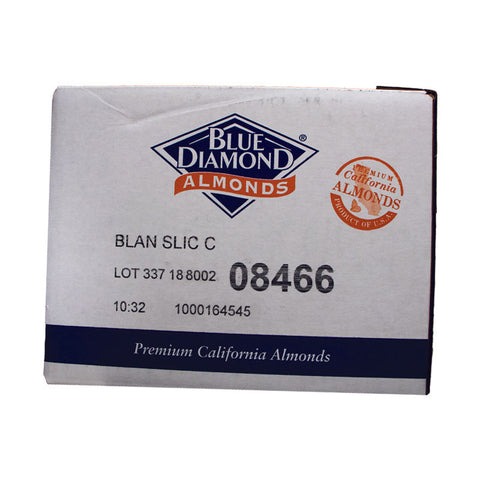 BLUE
DIAMOND®
ALMONDS
PREMIUM
California
ALMONDS
PRODUCT OF U.S.A.
BLAN SLIC C
LOT 337 18 8002 08466
10:32 1000164545
Premium California Almonds